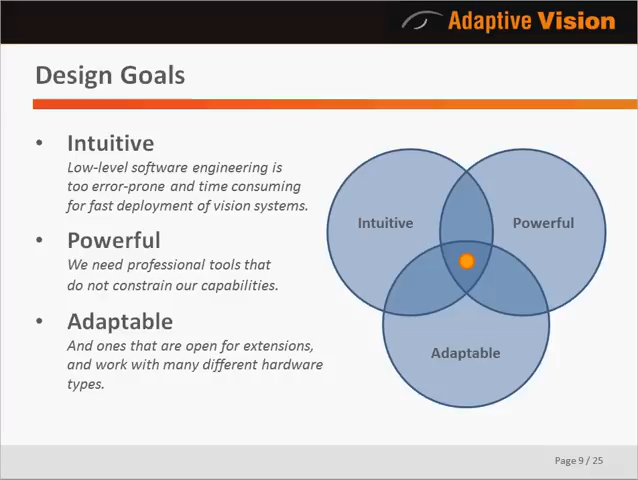 Adaptive Vision
Design Goals
• Intuitive
Low-level software engineering is
too error-prone and time consuming
for fast deployment of vision systems.
• Powerful
We need professional tools that
do not constrain our capabilities.
• Adaptable
And ones that are open for extensions,
and work with many different hardware
types.
Intuitive
Powerful
Adaptable
Page 9 / 25